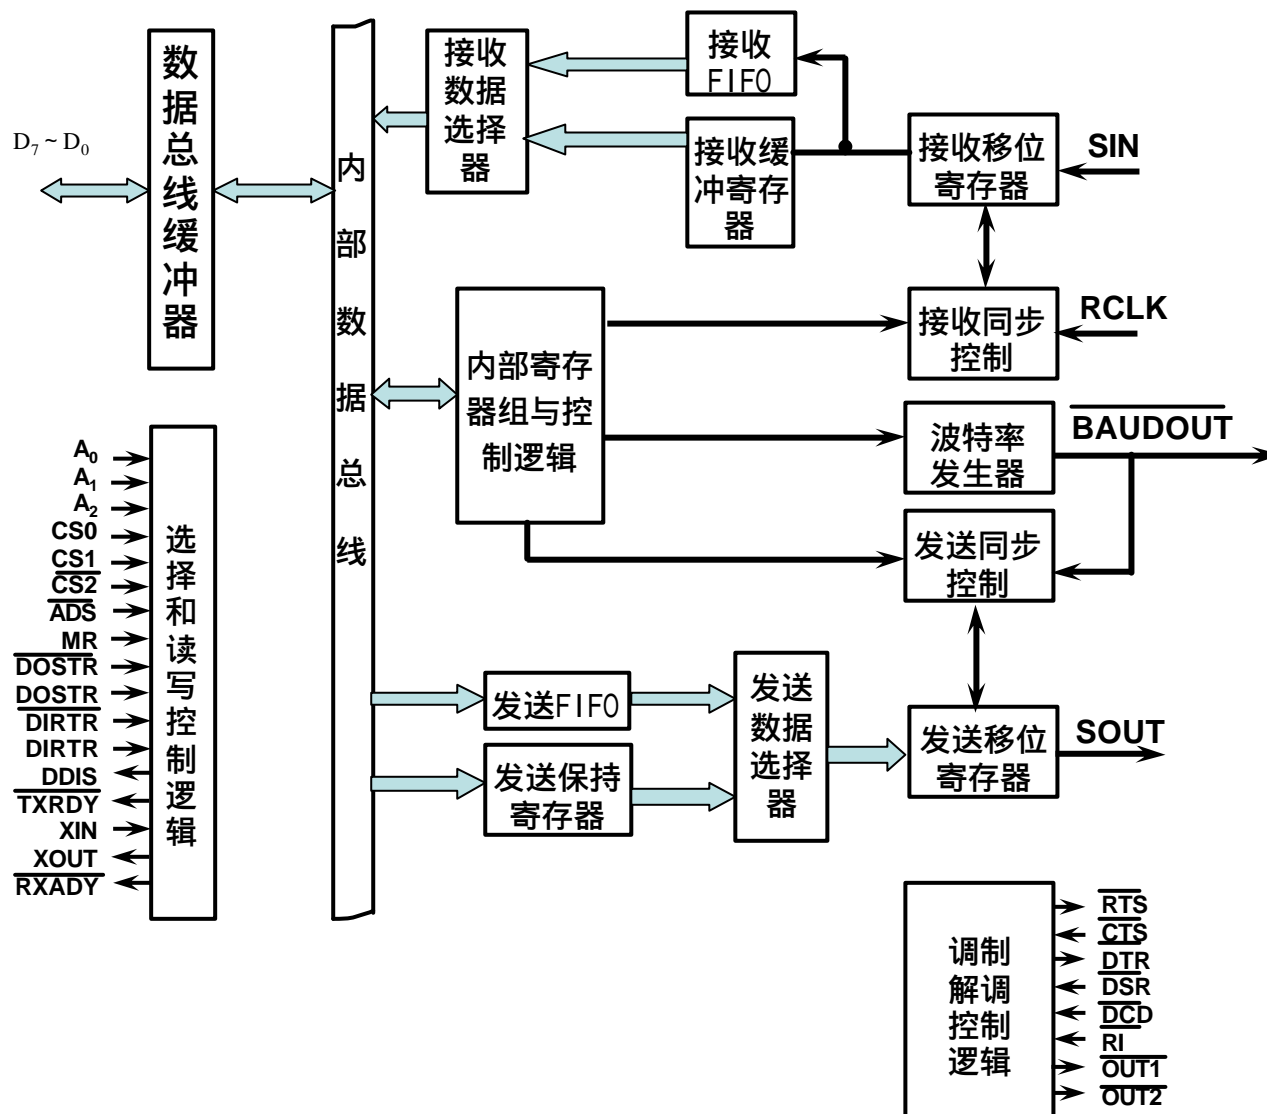 D₇ ~ D₀
数
据
总
线
缓
冲
器
内
部
数
据
总
线
接收
数据
选择
器
接收
FIFO
接收缓
冲寄存
器
接收移位
寄存器
SIN
接收同步
控制
RCLK
内部寄存
器组与控
制逻辑
波特率
发生器
BAUDOUT
发送同步
控制
发送FIFO
发送保持
寄存器
发送
数据
选择
器
发送移位
寄存器
SOUT
A₀
A₁
A₂
CS0
CS1
CS2
ADS
MR
DOSTR
DOSTR
DIRTR
DIRTR
DDIS
TXRDY
XIN
XOUT
RXADY
选
择
和
读
写
控
制
逻
辑
调制
解调
控制
逻辑
RTS
CTS
DTR
DSR
DCD
RI
OUT1
OUT2